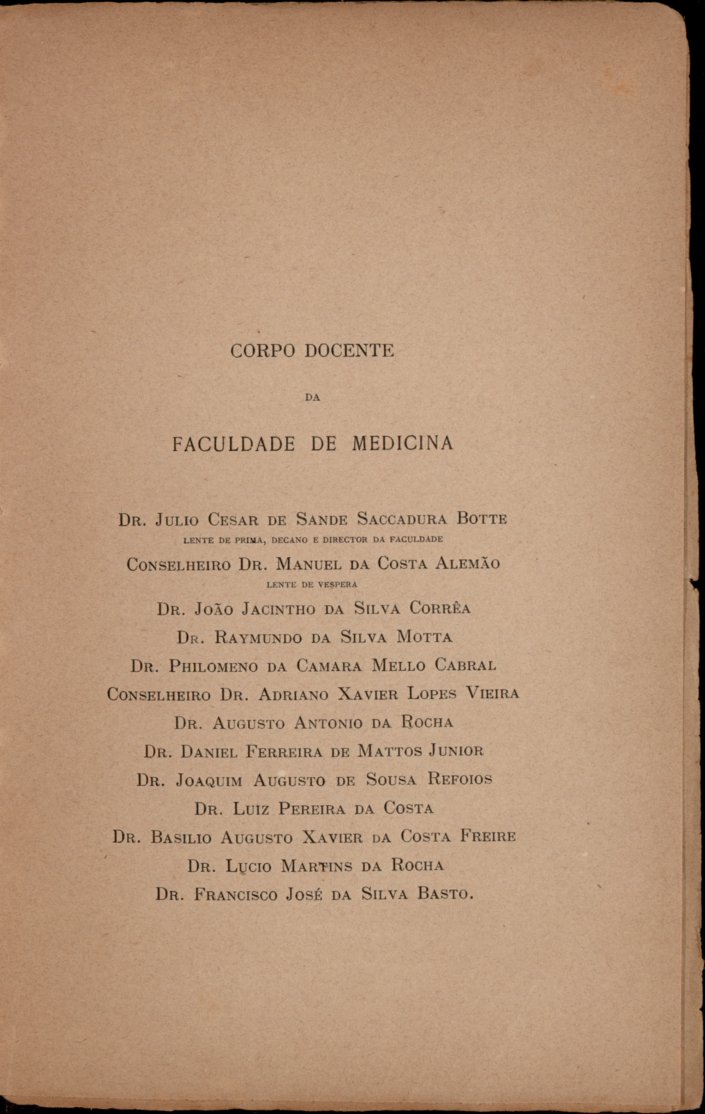 CORPO DOCENTE
DA
FACULDADE DE MEDICINA
Dr. Julio Cesar de Sande Saccadura Botte
LENTE DE PRIMA, DECANO E DIRECTOR DA FACULDADE
Conselheiro Dr. Manuel da Costa Alemão
LENTE DE VESPERA
Dr. João Jacintho da Silva Corrêa
Dr. Raymundo da Silva Motta
Dr. Philomeno da Camara Mello Cabral
Conselheiro Dr. Adriano Xavier Lopes Vieira
Dr. Augusto Antonio da Rocha
Dr. Daniel Ferreira de Mattos Junior
Dr. Joaquim Augusto de Sousa Refoios
Dr. Luiz Pereira da Costa
Dr. Basilio Augusto Xavier da Costa Freire
Dr. Lucio Martins da Rocha
Dr. Francisco José da Silva Basto.